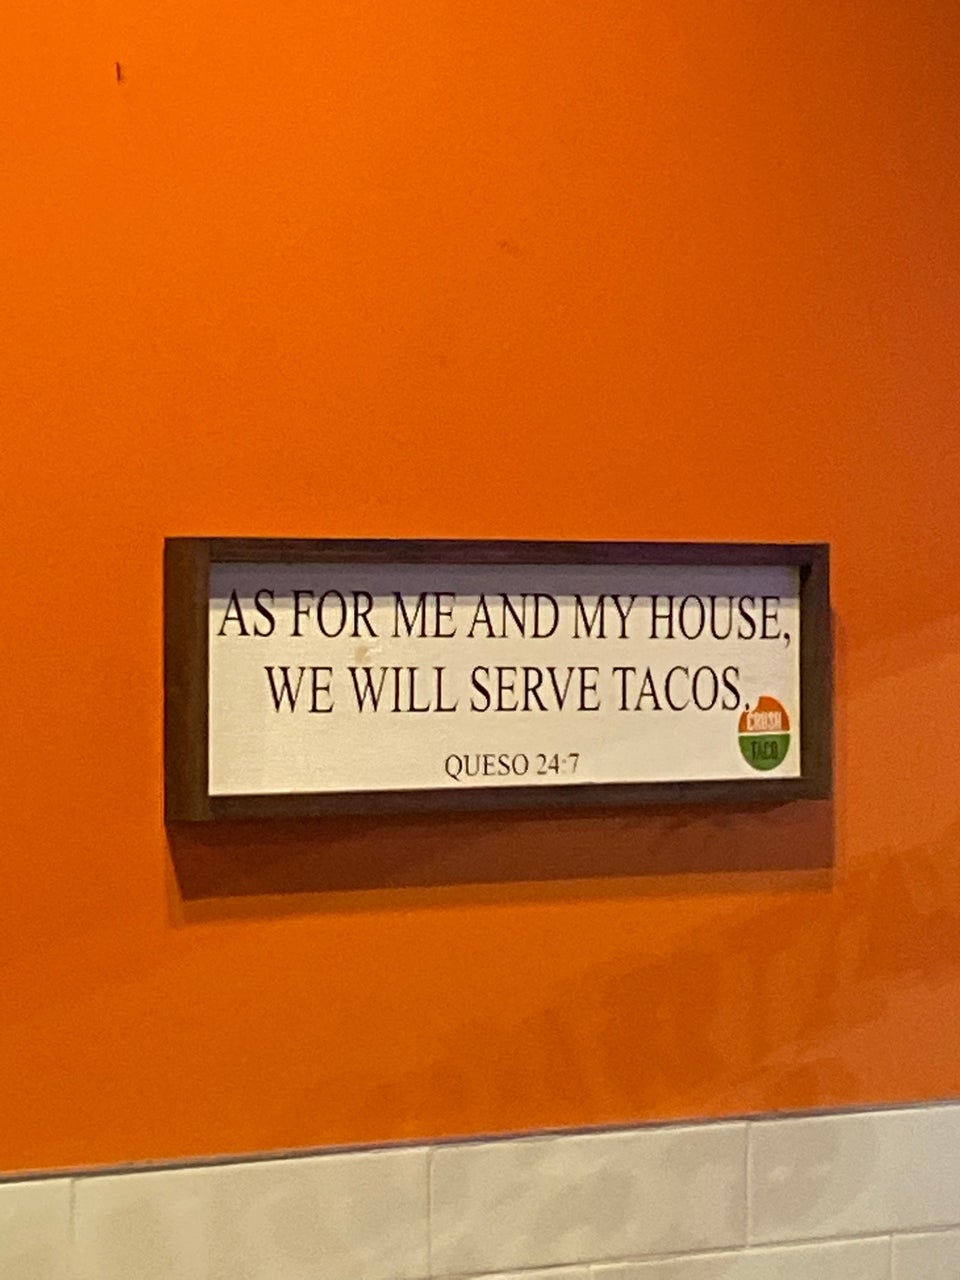 AS FOR ME AND MY HOUSE,
WE WILL SERVE TACOS.
QUESO 24:7
CRUSH
TACO